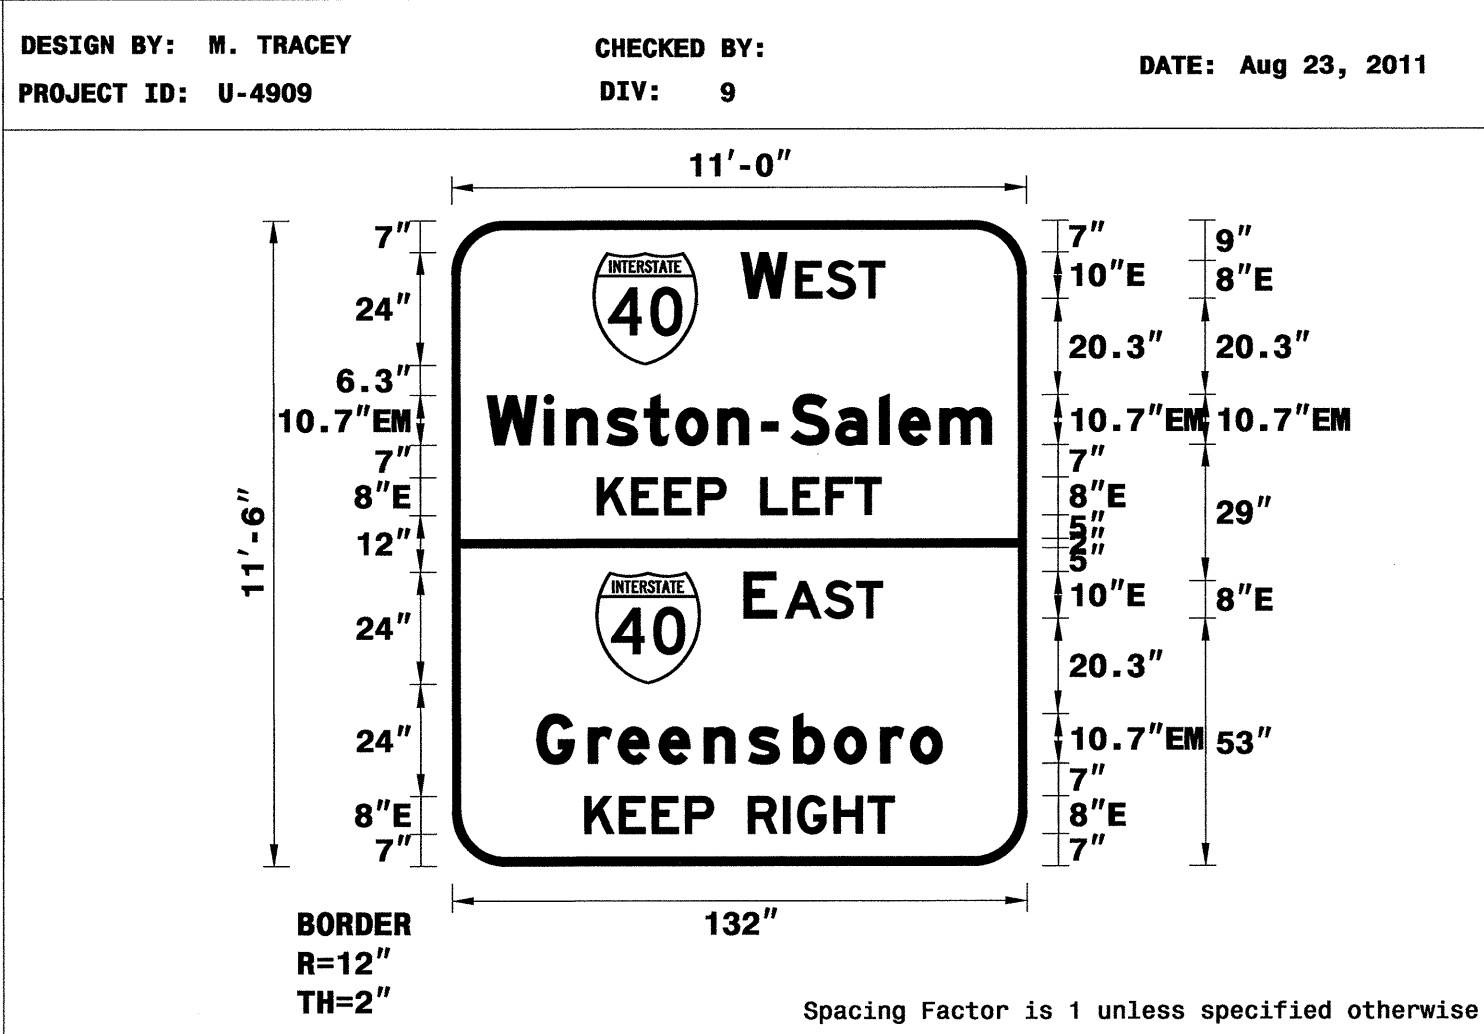 DESIGN BY: M. TRACEY
CHECKED BY:
DATE: Aug 23, 2011
PROJECT ID: U-4909
DIV: 9
11'-0"
7"
24"
6.3"
10.7"EM
7"
8"E
12"
24"
24"
8"E
7"
11'-6"
INTERSTATE
40
WEST
Winston-Salem
KEEP LEFT
INTERSTATE
40
EAST
Greensboro
KEEP RIGHT
7"
10"E
20.3"
10.7"EM
7"
8"E
5"
2"
5"
10"E
20.3"
10.7"EM
7"
8"E
7"
9"
8"E
20.3"
10.7"EM
29"
8"E
53"
132"
BORDER
R=12"
TH=2"
Spacing Factor is 1 unless specified otherwise